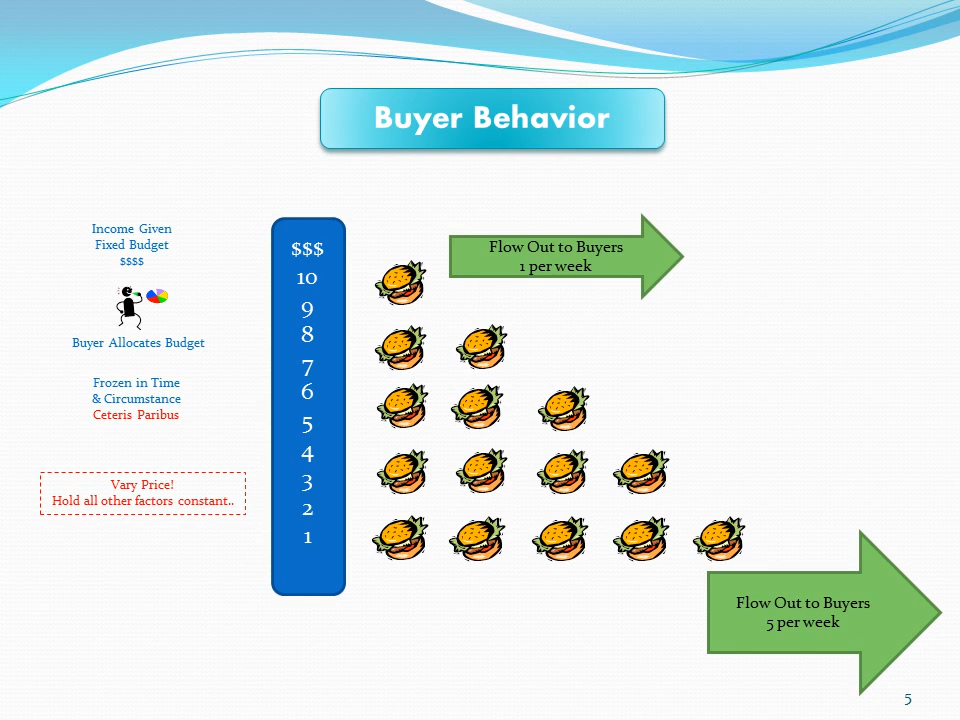 Buyer Behavior
Income Given
Fixed Budget
$$$$
Buyer Allocates Budget
Frozen in Time
& Circumstance
Ceteris Paribus
Vary Price!
Hold all other factors constant..
$$$
10
9
8
7
6
5
4
3
2
1
Flow Out to Buyers
1 per week
Flow Out to Buyers
5 per week
5